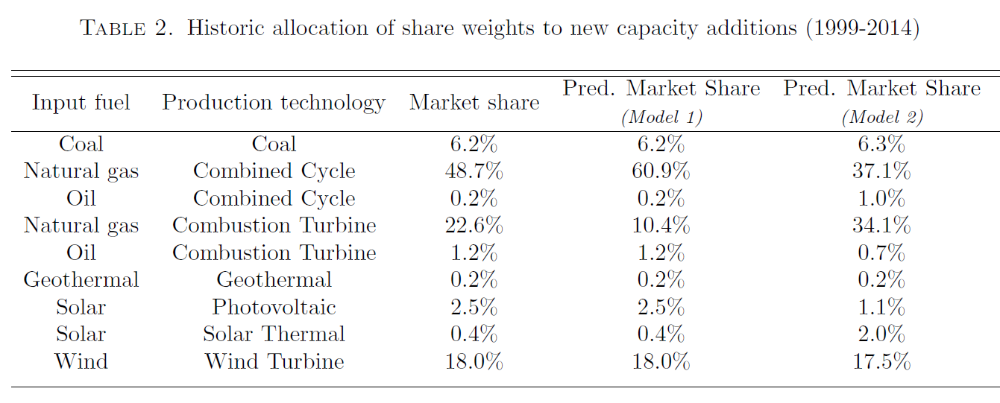 TABLE 2. Historic allocation of share weights to new capacity additions (1999-2014)
Input fuel Production technology Market share Pred. Market Share Pred. Market Share
(Model 1) (Model 2)
Coal Coal 6.2% 6.2% 6.3%
Natural gas Combined Cycle 48.7% 60.9% 37.1%
Oil Combined Cycle 0.2% 0.2% 1.0%
Natural gas Combustion Turbine 22.6% 10.4% 34.1%
Oil Combustion Turbine 1.2% 1.2% 0.7%
Geothermal Geothermal 0.2% 0.2% 0.2%
Solar Photovoltaic 2.5% 2.5% 1.1%
Solar Solar Thermal 0.4% 0.4% 2.0%
Wind Wind Turbine 18.0% 18.0% 17.5%